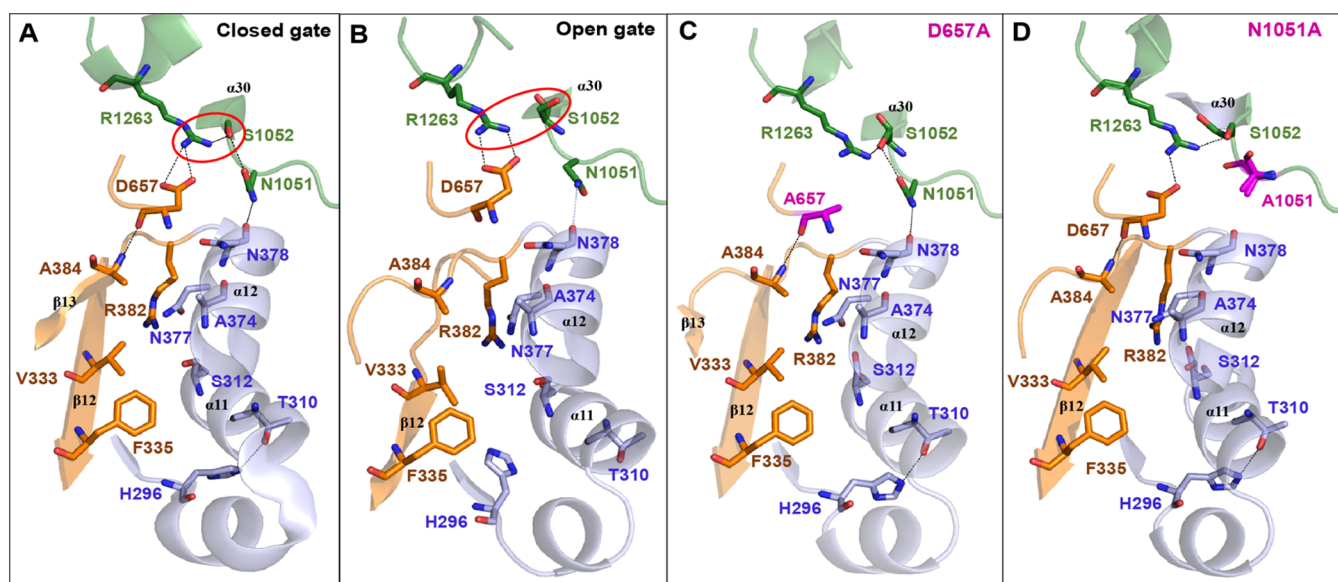 A
Closed gate
α30
R1263
S1052
D657
N1051
N378
A384
β13
α12
R382
A374
N377
V333
S312
β12
α11
T310
F335
H296
B
Open gate
α30
R1263
S1052
D657
N1051
N378
A384
A374
R382
α12
N377
V333
S312
β12
α11
F335
T310
H296
C
D657A
α30
R1263
S1052
N1051
A657
N378
A384
N377
A374
β13
α12
R382
V333
S312
β12
α11
T310
F335
H296
D
N1051A
α30
R1263
S1052
A1051
D657
N378
A384
A374
N377
α12
R382
V333
S312
β12
α11
T310
F335
H296